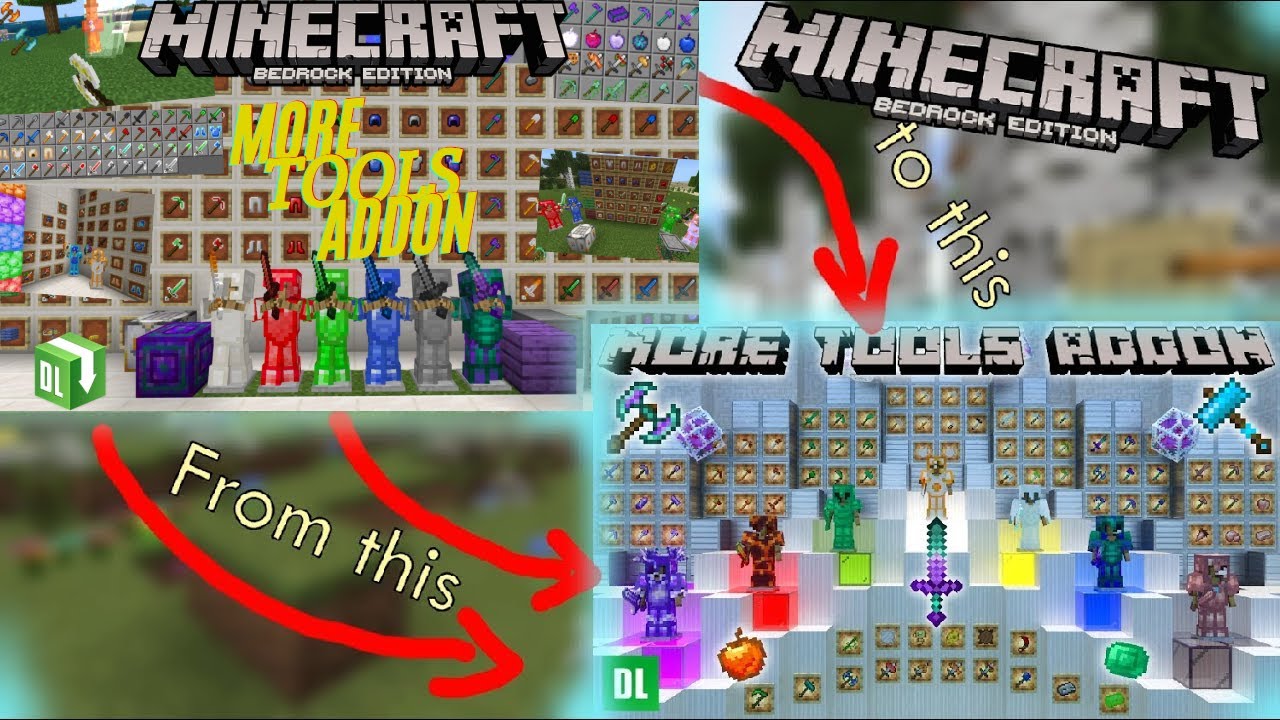 MINECRAFT
BEDROCK EDITION
MORE
TOOLS
ADDON
DL
From this
MINECRAFT
BEDROCK EDITION
to this
MORE TOOLS ADDON
DL